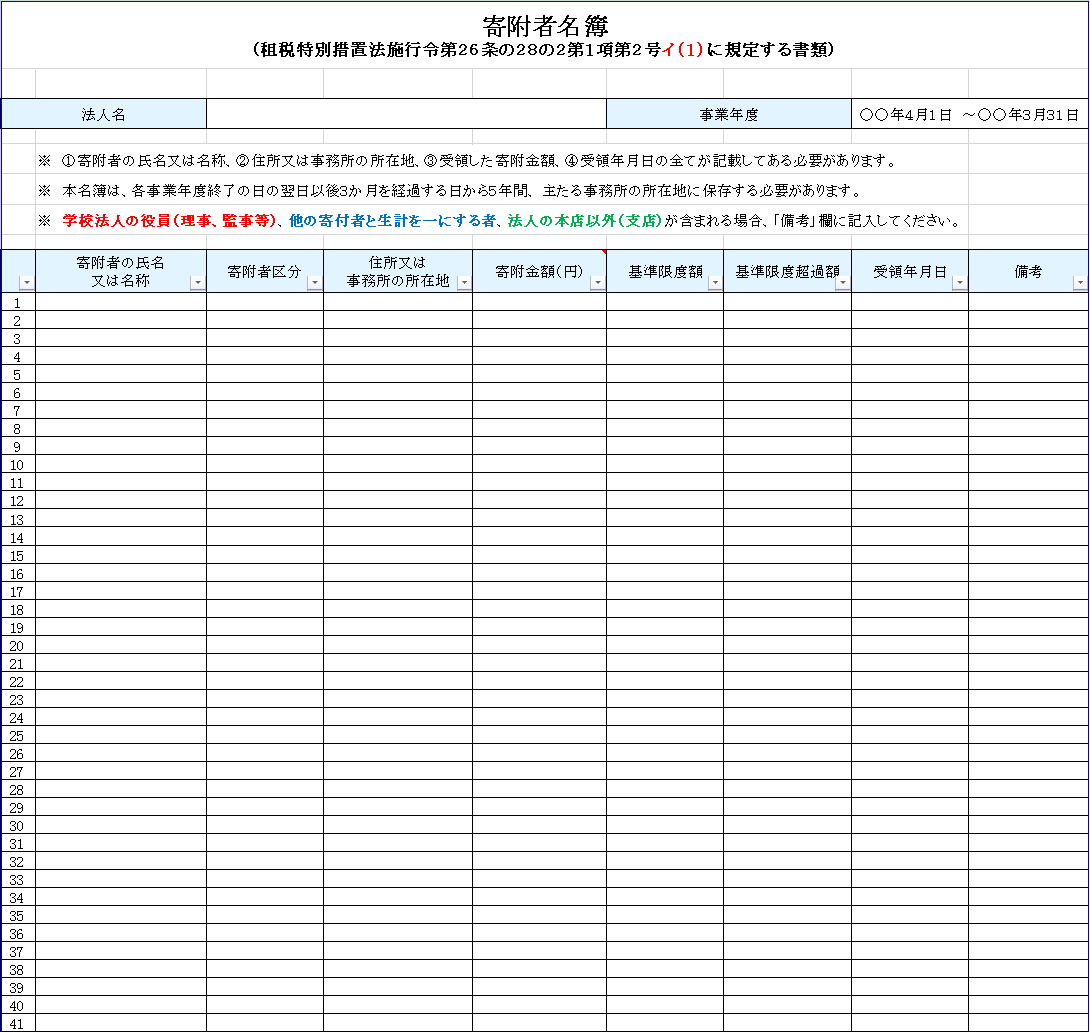 寄附者名簿
(租税特別措置法施行令第26条の28の2第1項第2号イ(1)に規定する書類)
法人名 事業年度 〇〇年4月1日 ～〇〇年3月31日
※ ①寄附者の氏名又は名称、②住所又は事務所の所在地、③受領した寄附金額、④受領年月日の全てが記載してある必要があります。
※ 本名簿は、各事業年度終了の日の翌日以後3か月を経過する日から5年間、主たる事務所の所在地に保存する必要があります。
※ 学校法人の役員(理事、監事等)、他の寄付者と生計を一にする者、法人の本店以外(支店)が含まれる場合、「備考」欄に記入してください。
寄附者の氏名
又は名称
寄附者区分
住所又は
事務所の所在地
寄附金額(円)
基準限度額
基準限度超過額
受領年月日
備考
1
2
3
4
5
6
7
8
9
10
11
12
13
14
15
16
17
18
19
20
21
22
23
24
25
26
27
28
29
30
31
32
33
34
35
36
37
38
39
40
41